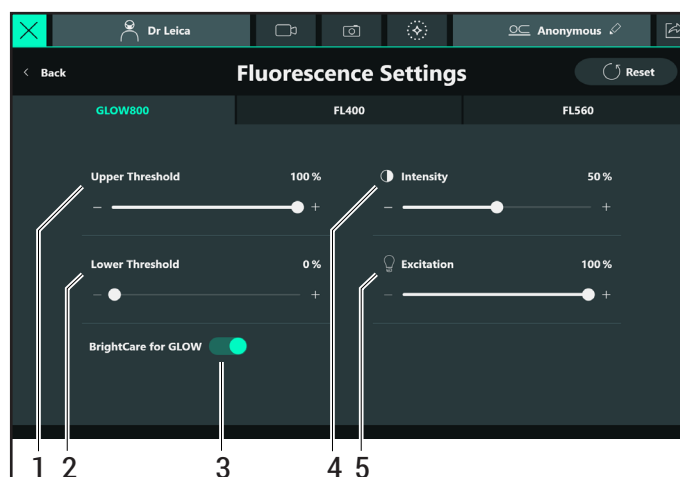 Dr Leica
Anonymous
Back
Fluorescence Settings
Reset
GLOW800 FL400 FL560
Upper Threshold 100 % Intensity 50 %
− + − +
Lower Threshold 0 % Excitation 100 %
− + − +
BrightCare for GLOW
1 2 3 4 5